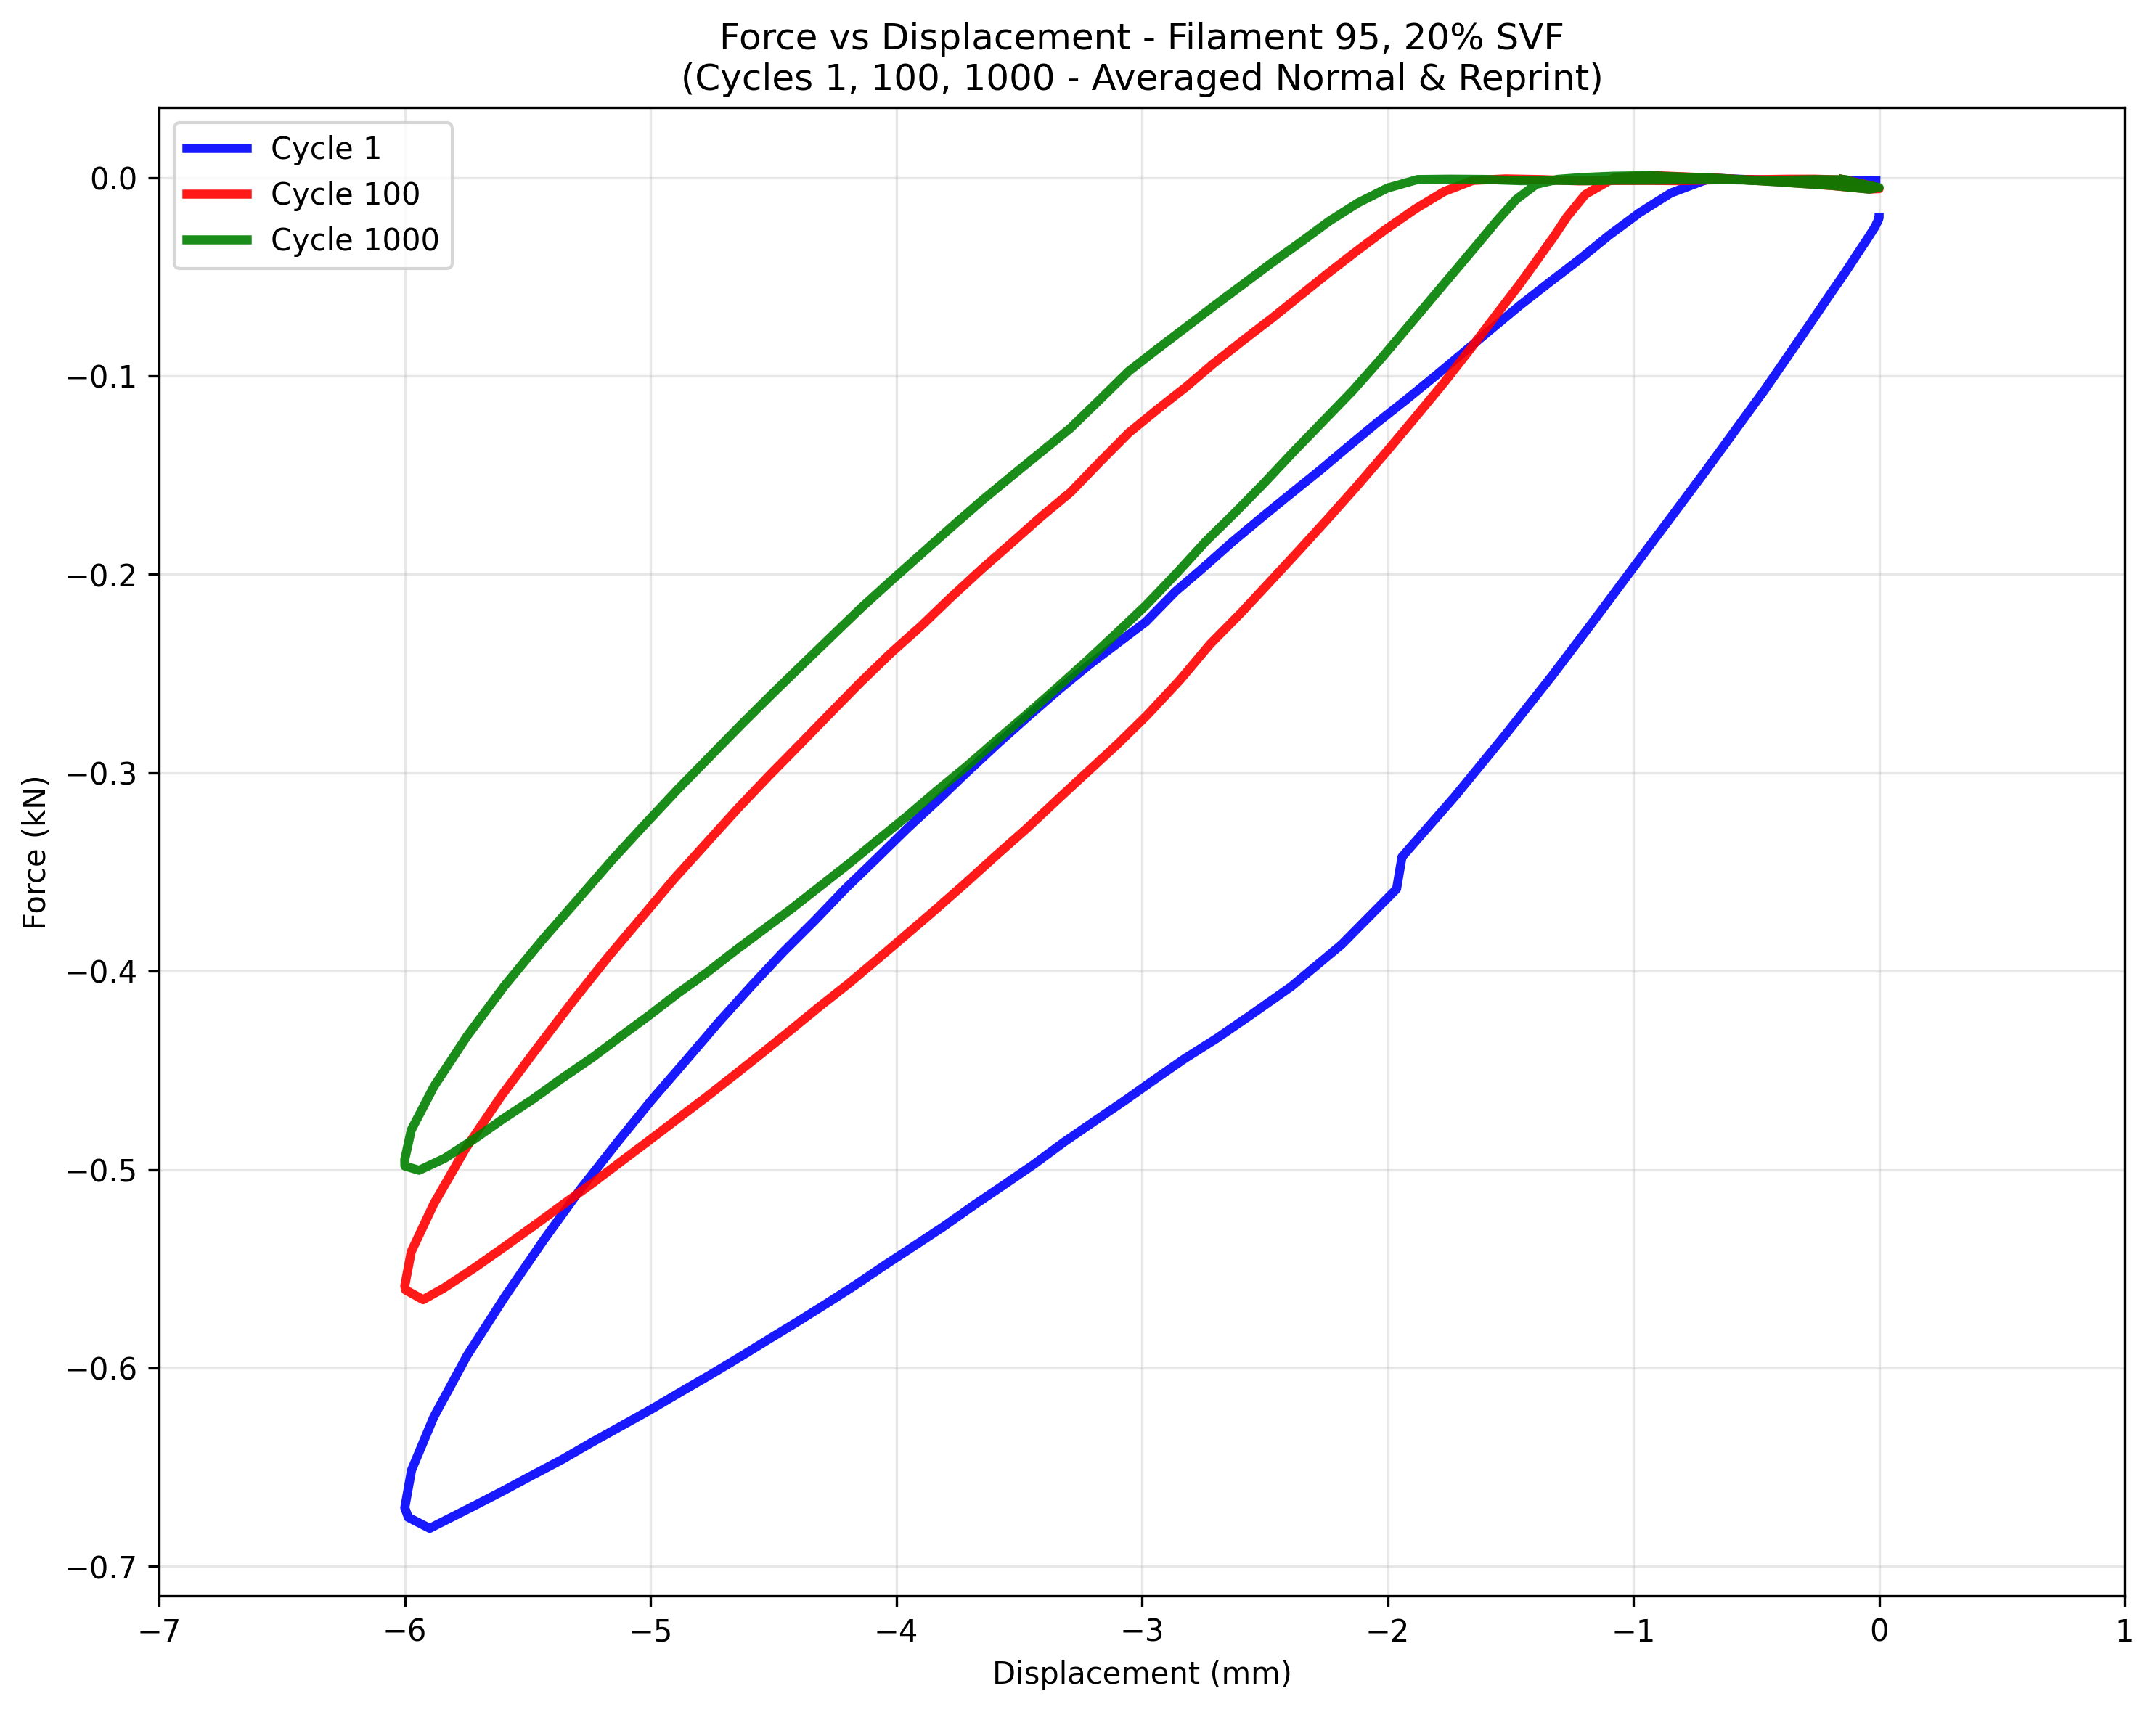 Force vs Displacement - Filament 95, 20% SVF
(Cycles 1, 100, 1000 - Averaged Normal & Reprint)
Cycle 1
Cycle 100
Cycle 1000
0.0
−0.1
−0.2
−0.3
−0.4
−0.5
−0.6
−0.7
Force (kN)
−7
−6
−5
−4
−3
−2
−1
0
1
Displacement (mm)